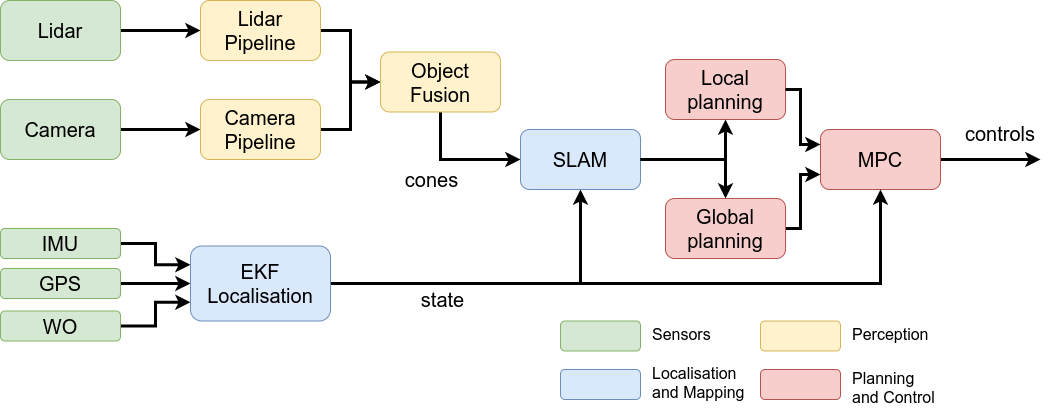 Lidar
Lidar
Pipeline
Object
Fusion
Camera
Camera
Pipeline
cones
SLAM
Local
planning
Global
planning
MPC
controls
IMU
GPS
WO
EKF
Localisation
state
Sensors
Perception
Localisation
and Mapping
Planning
and Control